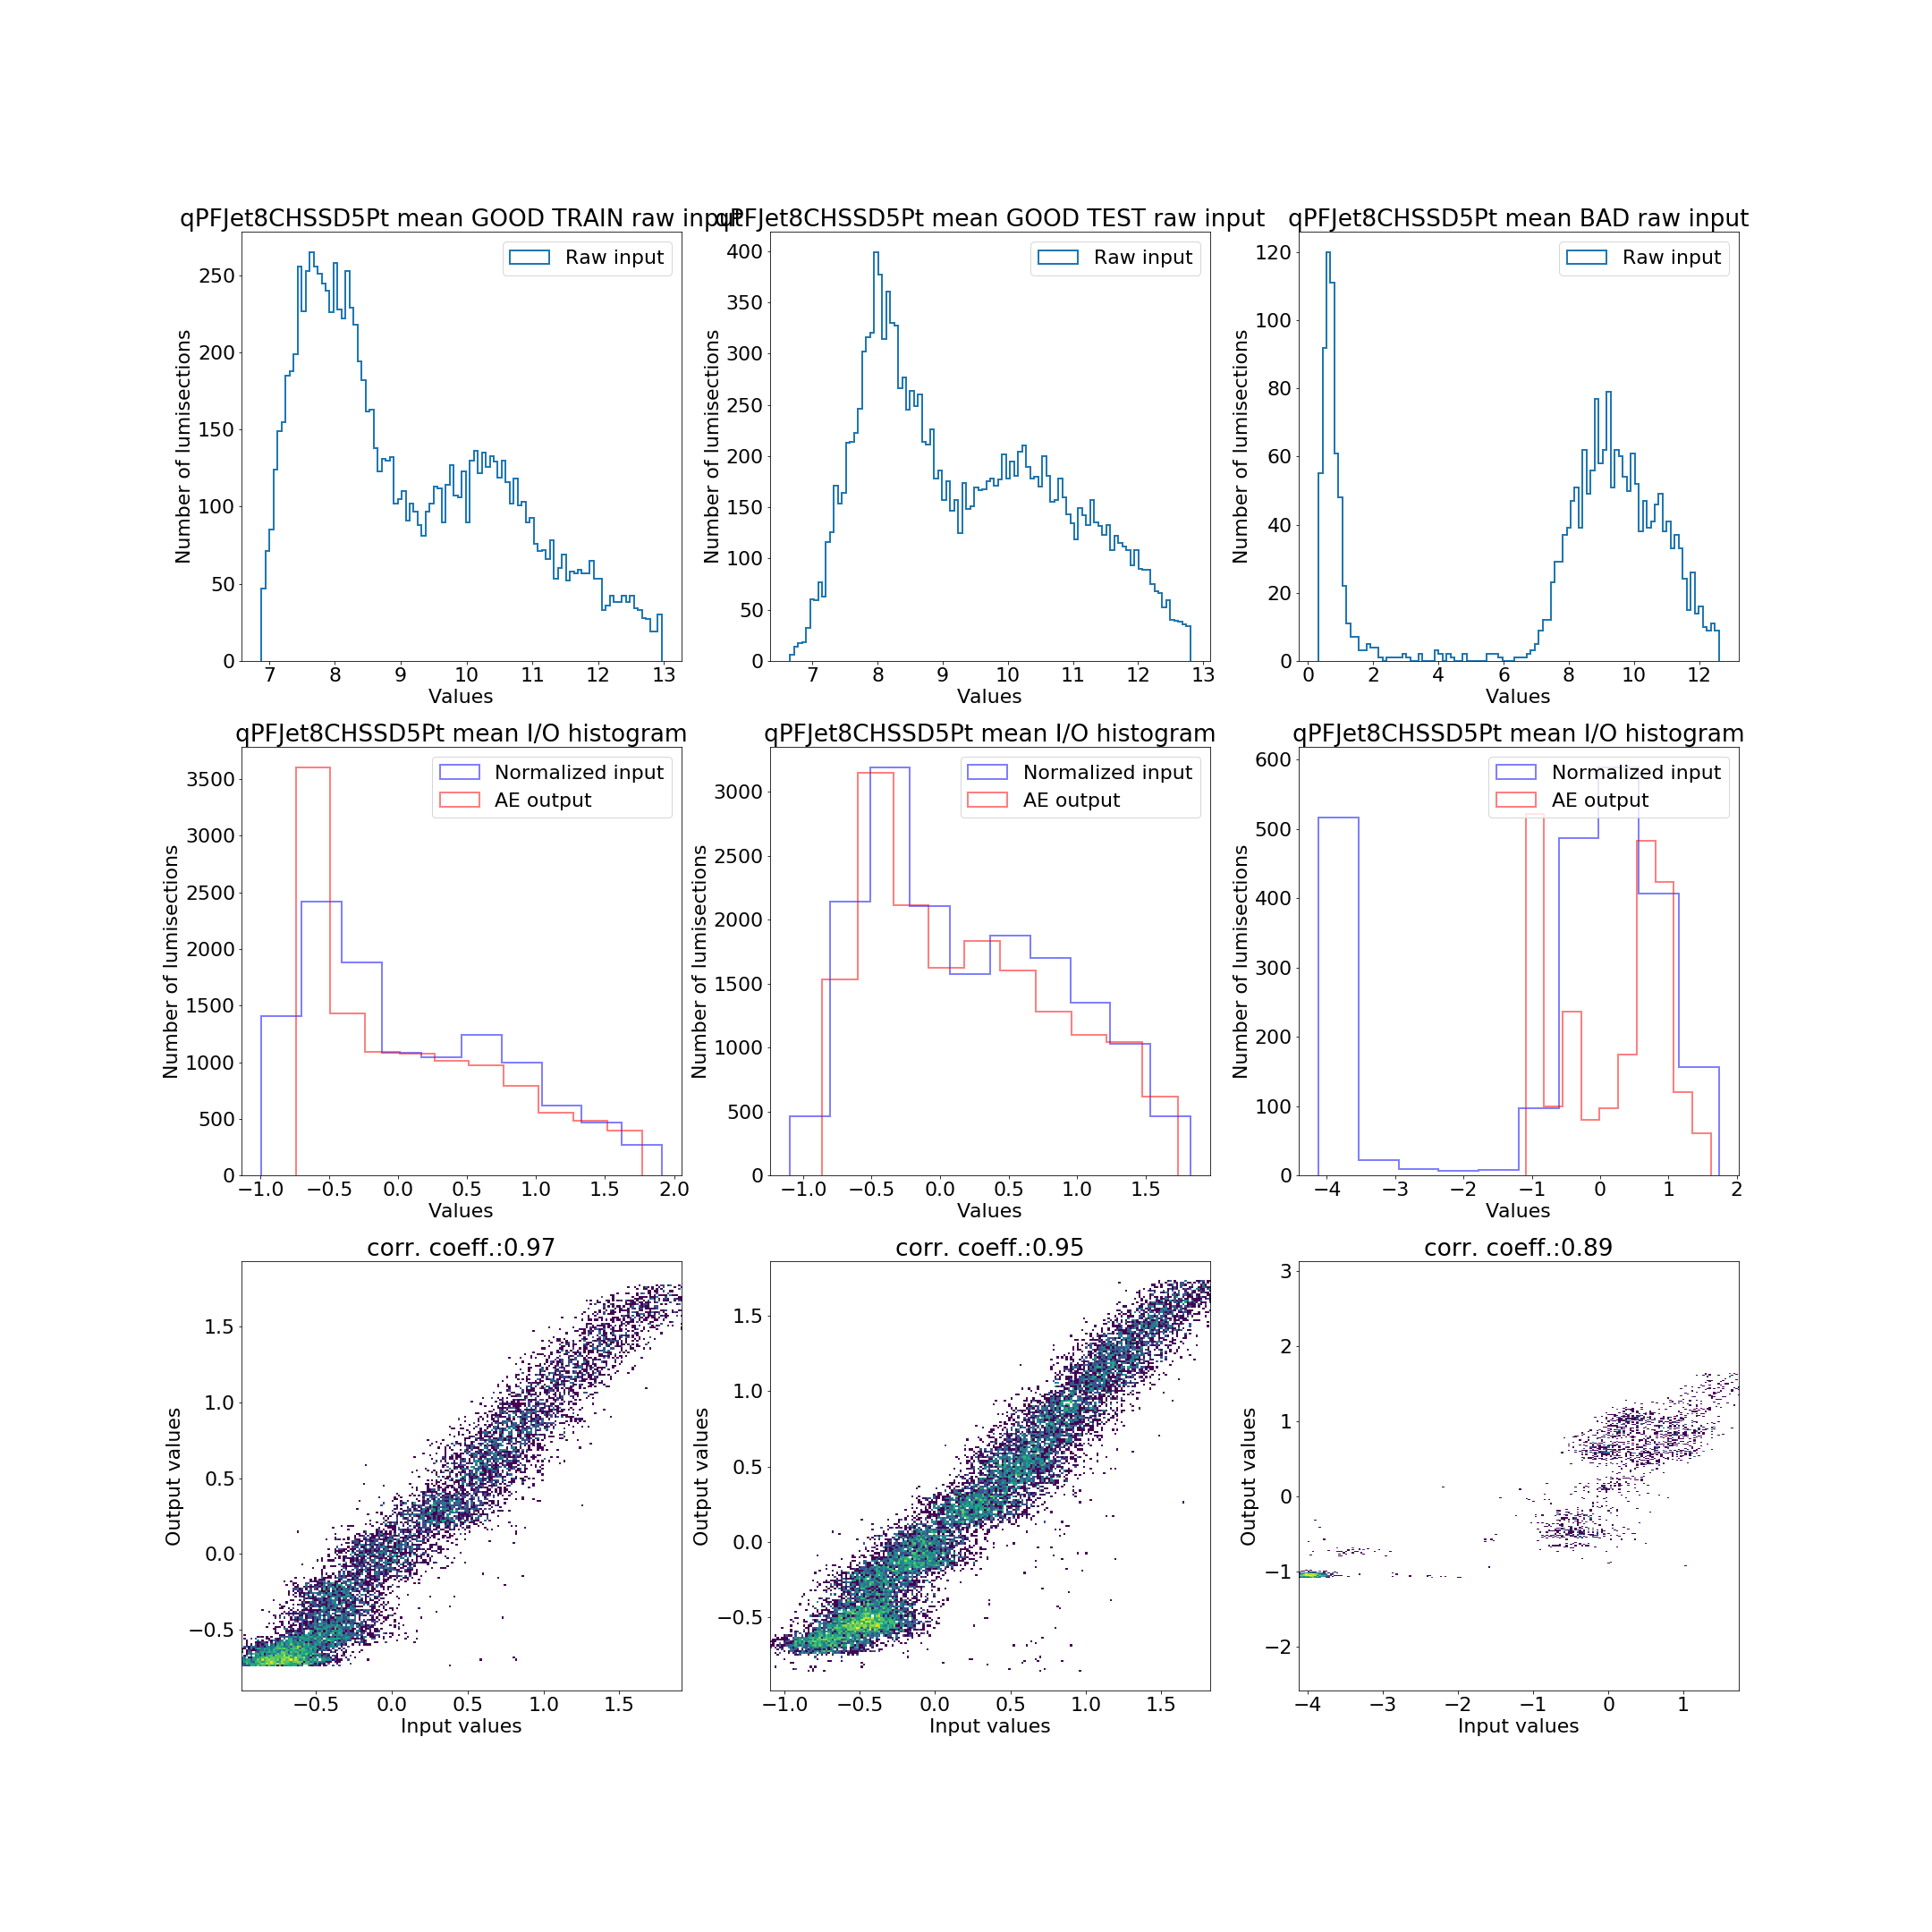 qPFJet8CHSSD5Pt mean GOOD TRAIN raw input
qPFJet8CHSSD5Pt mean GOOD TEST raw input
qPFJet8CHSSD5Pt mean BAD raw input
Raw input
Raw input
Raw input
Number of lumisections
0
50
100
150
200
250
7 8 9 10 11 12 13
Values
Number of lumisections
0
50
100
150
200
250
300
350
400
7 8 9 10 11 12 13
Values
Number of lumisections
0
20
40
60
80
100
120
0 2 4 6 8 10 12
Values
qPFJet8CHSSD5Pt mean I/O histogram
qPFJet8CHSSD5Pt mean I/O histogram
qPFJet8CHSSD5Pt mean I/O histogram
Normalized input
AE output
Normalized input
AE output
Normalized input
AE output
Number of lumisections
0
500
1000
1500
2000
2500
3000
3500
−1.0 −0.5 0.0 0.5 1.0 1.5 2.0
Values
Number of lumisections
0
500
1000
1500
2000
2500
3000
−1.0 −0.5 0.0 0.5 1.0 1.5
Values
Number of lumisections
0
100
200
300
400
500
600
−4 −3 −2 −1 0 1 2
Values
corr. coeff.:0.97
corr. coeff.:0.95
corr. coeff.:0.89
Output values
−0.5
0.0
0.5
1.0
1.5
−0.5 0.0 0.5 1.0 1.5
Input values
Output values
−0.5
0.0
0.5
1.0
1.5
−1.0 −0.5 0.0 0.5 1.0 1.5
Input values
Output values
−2
−1
0
1
2
3
−4 −3 −2 −1 0 1
Input values